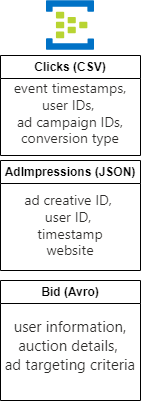 Clicks (CSV)
event timestamps,
user IDs,
ad campaign IDs,
conversion type
AdImpressions (JSON)
ad creative ID,
user ID,
timestamp
website
Bid (Avro)
user information,
auction details,
ad targeting criteria